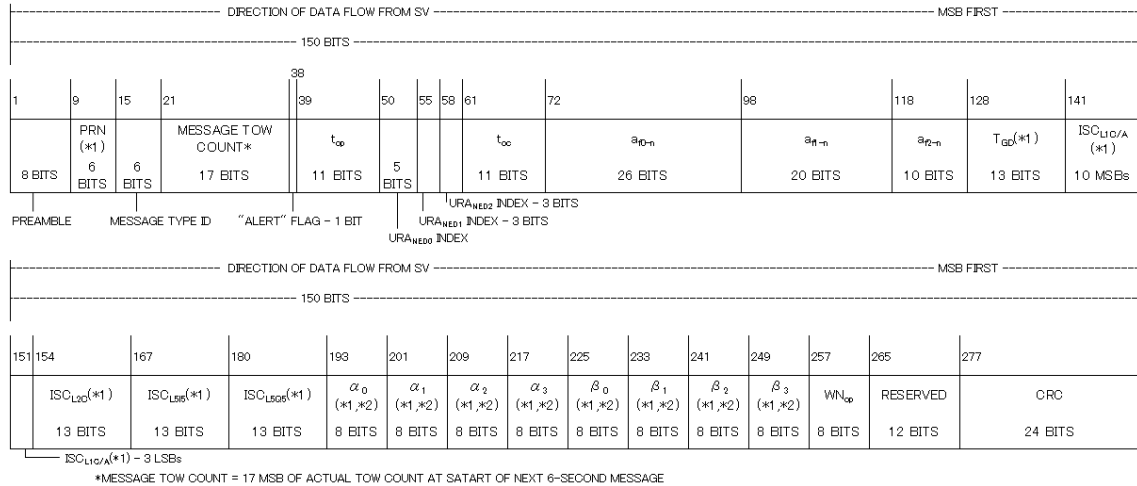 DIRECTION OF DATA FLOW FROM SV MSB FIRST
150 BITS
38
1 9 15 21 39 50 55 58 61 72 98 118 128 141
PRN (*1) MESSAGE TOW COUNT* t_op t_oc a_f0-n a_f1-n a_f2-n T_GD(*1) ISC_L1C/A (*1)
8 BITS 6 BITS 6 BITS 17 BITS 11 BITS 5 BITS 11 BITS 26 BITS 20 BITS 10 BITS 13 BITS 10 MSBs
URA_NED2 INDEX - 3 BITS
PREAMBLE MESSAGE TYPE ID "ALERT" FLAG - 1 BIT URA_NED1 INDEX - 3 BITS
URA_NED0 INDEX
DIRECTION OF DATA FLOW FROM SV MSB FIRST
150 BITS
151 154 167 180 193 201 209 217 225 233 241 249 257 265 277
ISC_L2C(*1) ISC_L5I5(*1) ISC_L5Q5(*1) α_0 (*1,*2) α_1 (*1,*2) α_2 (*1,*2) α_3 (*1,*2) β_0 (*1,*2) β_1 (*1,*2) β_2 (*1,*2) β_3 (*1,*2) WN_op RESERVED CRC
13 BITS 13 BITS 13 BITS 8 BITS 8 BITS 8 BITS 8 BITS 8 BITS 8 BITS 8 BITS 8 BITS 8 BITS 12 BITS 24 BITS
ISC_L1C/A(*1) - 3 LSBs
*MESSAGE TOW COUNT = 17 MSB OF ACTUAL TOW COUNT AT SATART OF NEXT 6-SECOND MESSAGE